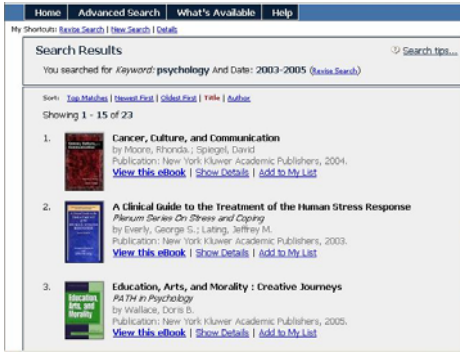 Home Advanced Search What's Available Help
My Shortcuts: Revise Search | New Search | Details
Search Results
Search tips...
You searched for Keyword: psychology And Date: 2003-2005 (Revise Search)
Sort: Top Matches | Newest First | Oldest First | Title | Author
Showing 1 - 15 of 23
1. Cancer, Culture, and Communication
by Moore, Rhonda.; Spiegel, David
Publication: New York Kluwer Academic Publishers, 2004.
View this eBook | Show Details | Add to My List
2. A Clinical Guide to the Treatment of the Human Stress Response
Plenum Series On Stress and Coping
by Everly, George S.; Lating, Jeffrey M.
Publication: New York Kluwer Academic Publishers, 2003.
View this eBook | Show Details | Add to My List
3. Education, Arts, and Morality : Creative Journeys
PATH in Psychology
by Wallace, Doris B.
Publication: New York Kluwer Academic Publishers, 2005.
View this eBook | Show Details | Add to My List
Education,
Arts, and
Morality